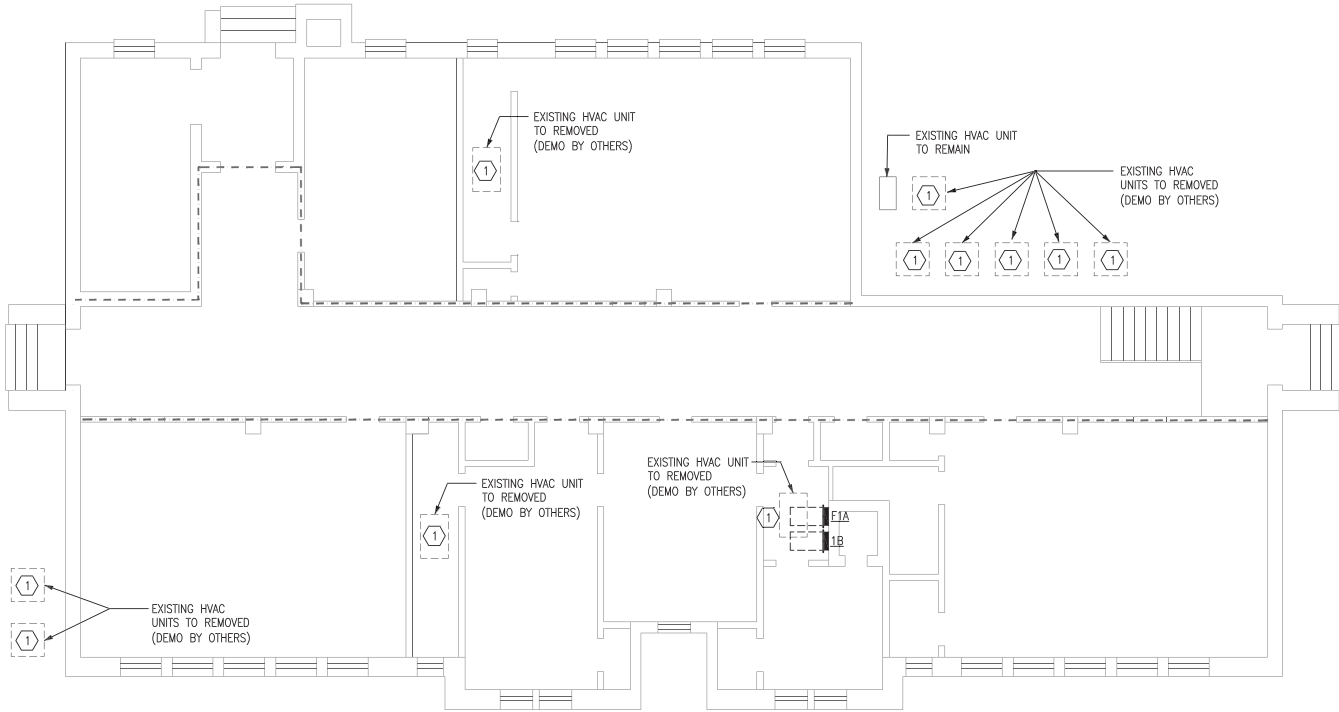 EXISTING HVAC UNIT
TO REMOVED
(DEMO BY OTHERS)
1
EXISTING HVAC UNIT
TO REMAIN
1
EXISTING HVAC
UNITS TO REMOVED
(DEMO BY OTHERS)
1
1
1
1
1
EXISTING HVAC UNIT
TO REMOVED
(DEMO BY OTHERS)
1
EXISTING HVAC UNIT
TO REMOVED
(DEMO BY OTHERS)
1
F1A
1B
1
1
EXISTING HVAC
UNITS TO REMOVED
(DEMO BY OTHERS)